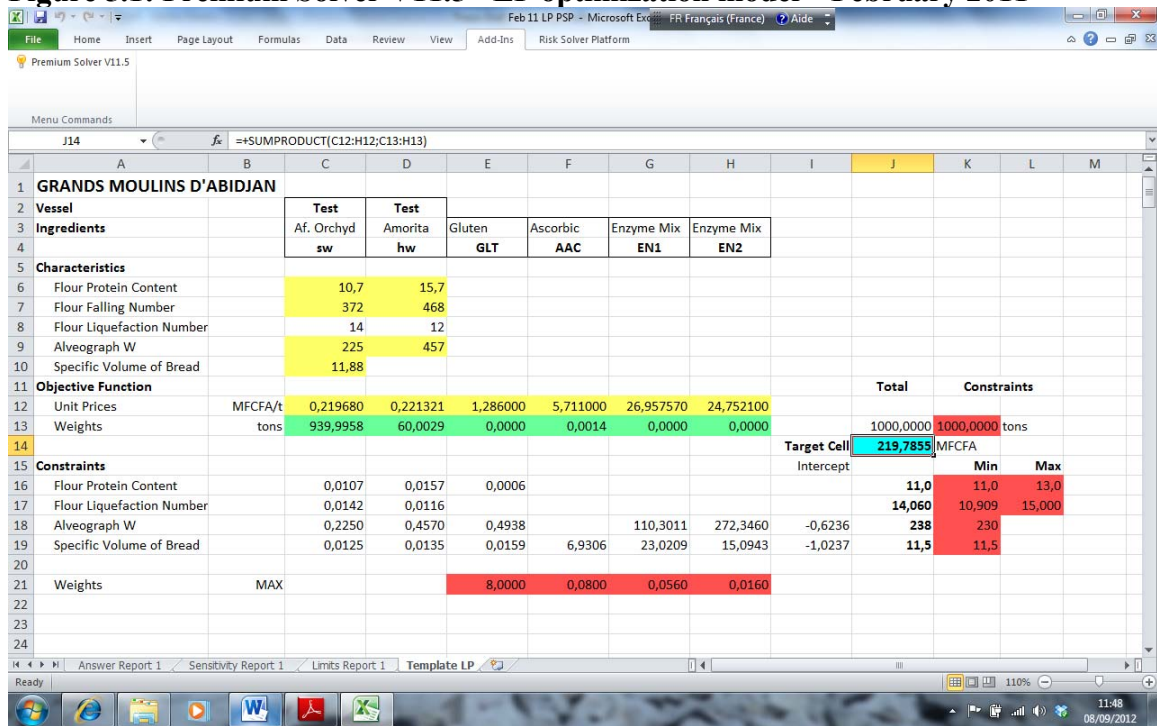 Figure 3.1: Premium Solver V11.5 - LP optimization model – February 2011
Feb 11 LP PSP - Microsoft Exc
FR Français (France) Aide
File Home Insert Page Layout Formulas Data Review View Add-Ins Risk Solver Platform
Premium Solver V11.5
Menu Commands
J14 fx =+SUMPRODUCT(C12:H12;C13:H13)
A B C D E F G H I J K L M
1 GRANDS MOULINS D'ABIDJAN
2 Vessel Test Test
3 Ingredients Af. Orchyd Amorita Gluten Ascorbic Enzyme Mix Enzyme Mix
4 sw hw GLT AAC EN1 EN2
5 Characteristics
6 Flour Protein Content 10,7 15,7
7 Flour Falling Number 372 468
8 Flour Liquefaction Number 14 12
9 Alveograph W 225 457
10 Specific Volume of Bread 11,88
11 Objective Function Total Constraints
12 Unit Prices MFCFA/t 0,219680 0,221321 1,286000 5,711000 26,957570 24,752100
13 Weights tons 939,9958 60,0029 0,0000 0,0014 0,0000 0,0000 1000,0000 1000,0000 tons
14 Target Cell 219,7855 MFCFA
15 Constraints Intercept Min Max
16 Flour Protein Content 0,0107 0,0157 0,0006 11,0 11,0 13,0
17 Flour Liquefaction Number 0,0142 0,0116 14,060 10,909 15,000
18 Alveograph W 0,2250 0,4570 0,4938 110,3011 272,3460 -0,6236 238 230
19 Specific Volume of Bread 0,0125 0,0135 0,0159 6,9306 23,0209 15,0943 -1,0237 11,5 11,5
20
21 Weights MAX 8,0000 0,0800 0,0560 0,0160
22
23
24
Answer Report 1 Sensitivity Report 1 Limits Report 1 Template LP
Ready 110%
11:48
08/09/2012